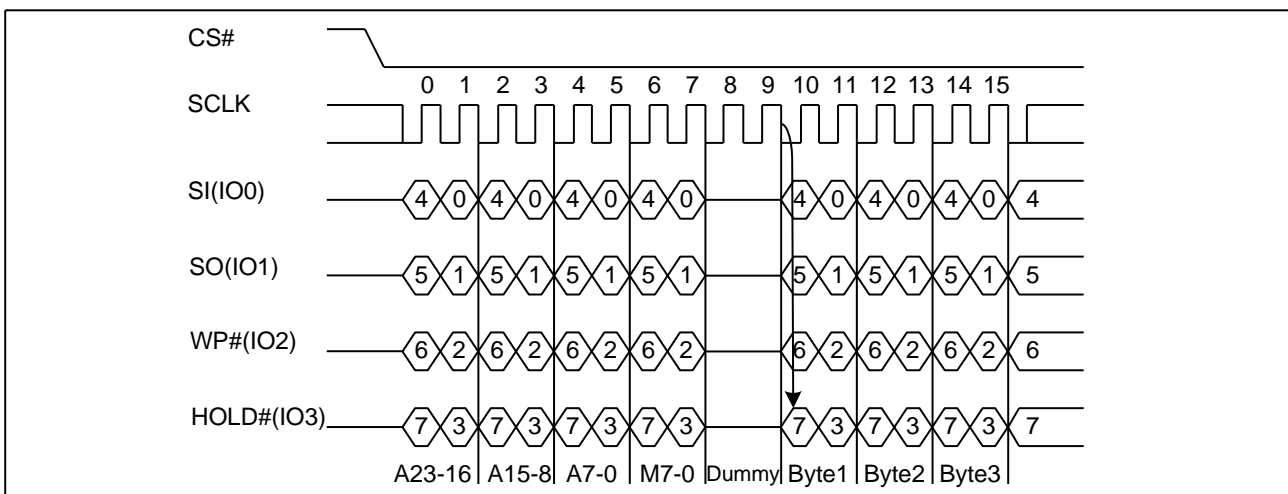 CS#
0 1 2 3 4 5 6 7 8 9 10 11 12 13 14 15
SCLK
SI(IO0) 4 0 4 0 4 0 4 0 4 0 4 0 4 0 4
SO(IO1) 5 1 5 1 5 1 5 1 5 1 5 1 5 1 5
WP#(IO2) 6 2 6 2 6 2 6 2 6 2 6 2 6 2 6
HOLD#(IO3) 7 3 7 3 7 3 7 3 7 3 7 3 7 3 7
A23-16 A15-8 A7-0 M7-0 Dummy Byte1 Byte2 Byte3